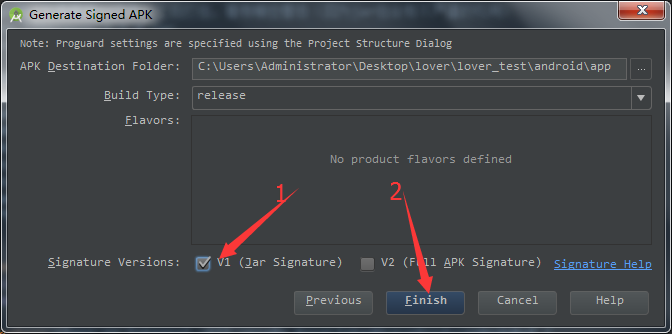 Generate Signed APK
Note: Proguard settings are specified using the Project Structure Dialog
APK Destination Folder: C:\Users\Administrator\Desktop\lover\lover_test\android\app ...
Build Type: release
Flavors:
No product flavors defined
1 2
Signature Versions: V1 (Jar Signature) V2 (Full APK Signature) Signature Help
Previous Finish Cancel Help